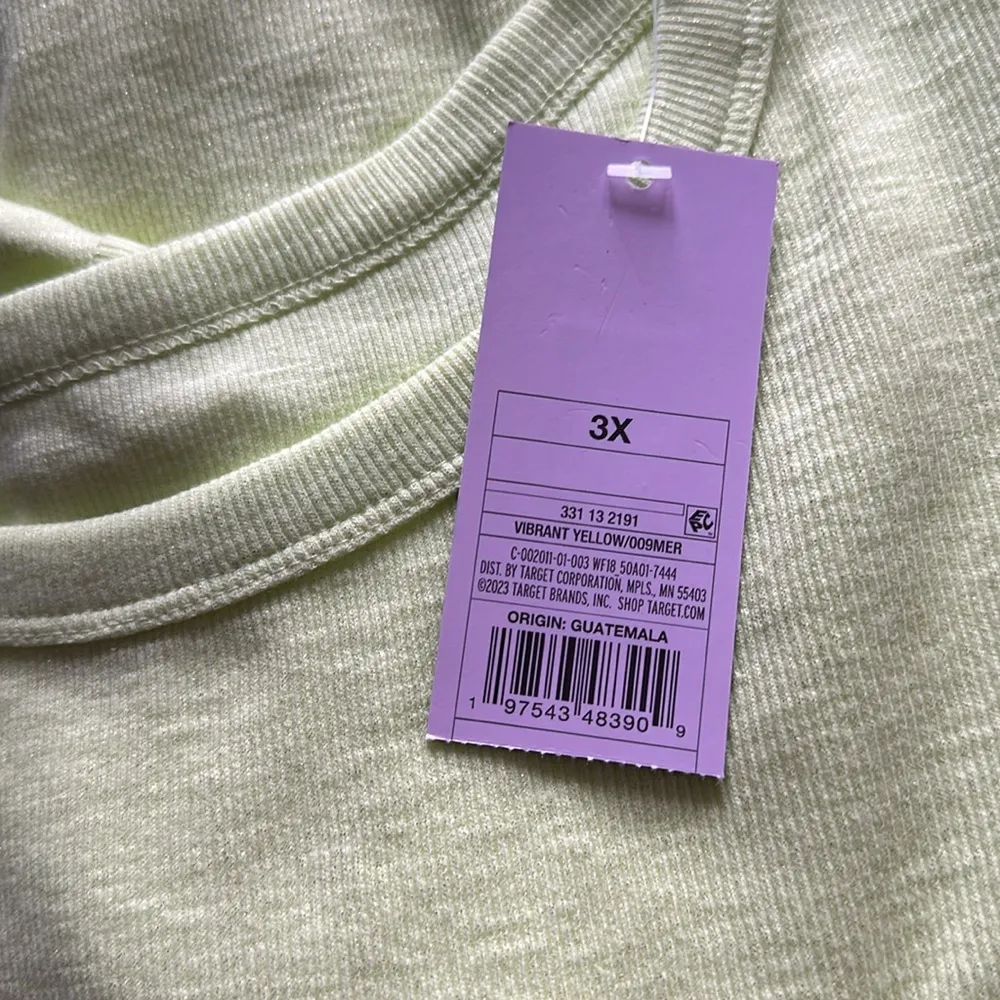 3X
331 13 2191
EPC
VIBRANT YELLOW/009MER
C-002011-01-003 WF18_50A01-7444
DIST. BY TARGET CORPORATION, MPLS., MN 55403
©2023 TARGET BRANDS, INC. SHOP TARGET.COM
ORIGIN: GUATEMALA
1 97543 48390 9